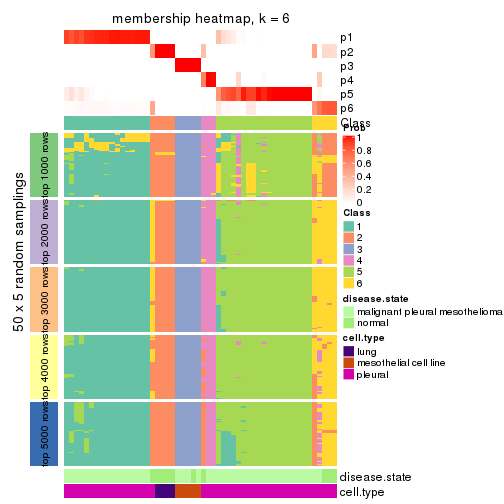 membership heatmap, k = 6
p1
p2
p3
p4
p5
p6
Class
Prob
1
0.8
0.6
0.4
0.2
0
Class
1
2
3
4
5
6
disease.state
malignant pleural mesothelioma
normal
cell.type
lung
mesothelial cell line
pleural
50 x 5 random samplings
top 1000 rows
top 2000 rows
top 3000 rows
top 4000 rows
top 5000 rows
disease.state
cell.type